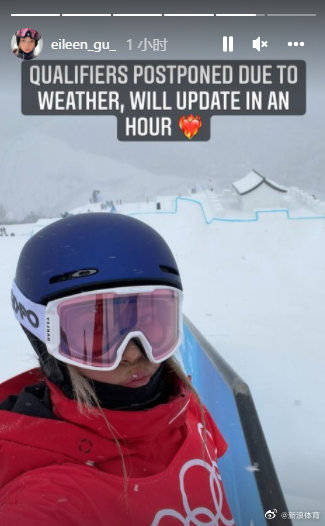 eileen_gu_ 1 小时
QUALIFIERS POSTPONED DUE TO
WEATHER, WILL UPDATE IN AN
HOUR ❤️‍🔥
@新浪体育